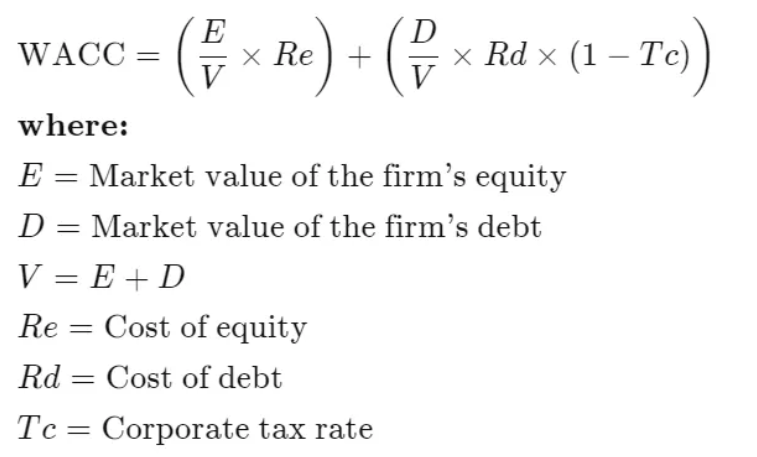 WACC = (E/V × Re) + (D/V × Rd × (1 − Tc))
where:
E = Market value of the firm's equity
D = Market value of the firm's debt
V = E + D
Re = Cost of equity
Rd = Cost of debt
Tc = Corporate tax rate